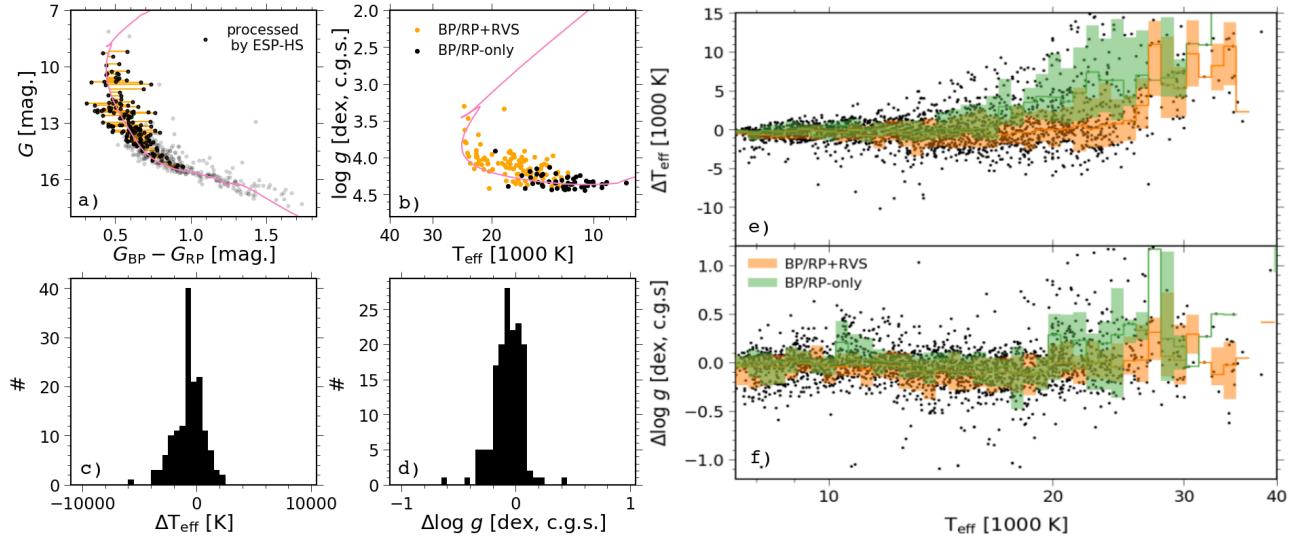 7
10
13
16
G [mag.]
processed
by ESP-HS
a)
0.5
1.0
1.5
G_BP − G_RP [mag.]
2.0
2.5
3.0
3.5
4.0
4.5
log g [dex, c.g.s.]
BP/RP+RVS
BP/RP-only
b)
40
30
20
10
T_eff [1000 K]
40
30
20
10
0
#
c)
−10000
0
10000
ΔT_eff [K]
25
20
15
10
5
0
#
d)
−1
0
1
Δlog g [dex, c.g.s.]
15
10
5
0
-5
-10
ΔT_eff [1000 K]
e)
1.0
0.5
0.0
−0.5
−1.0
Δlog g [dex, c.g.s]
BP/RP+RVS
BP/RP-only
f)
10
20
30
40
T_eff [1000 K]